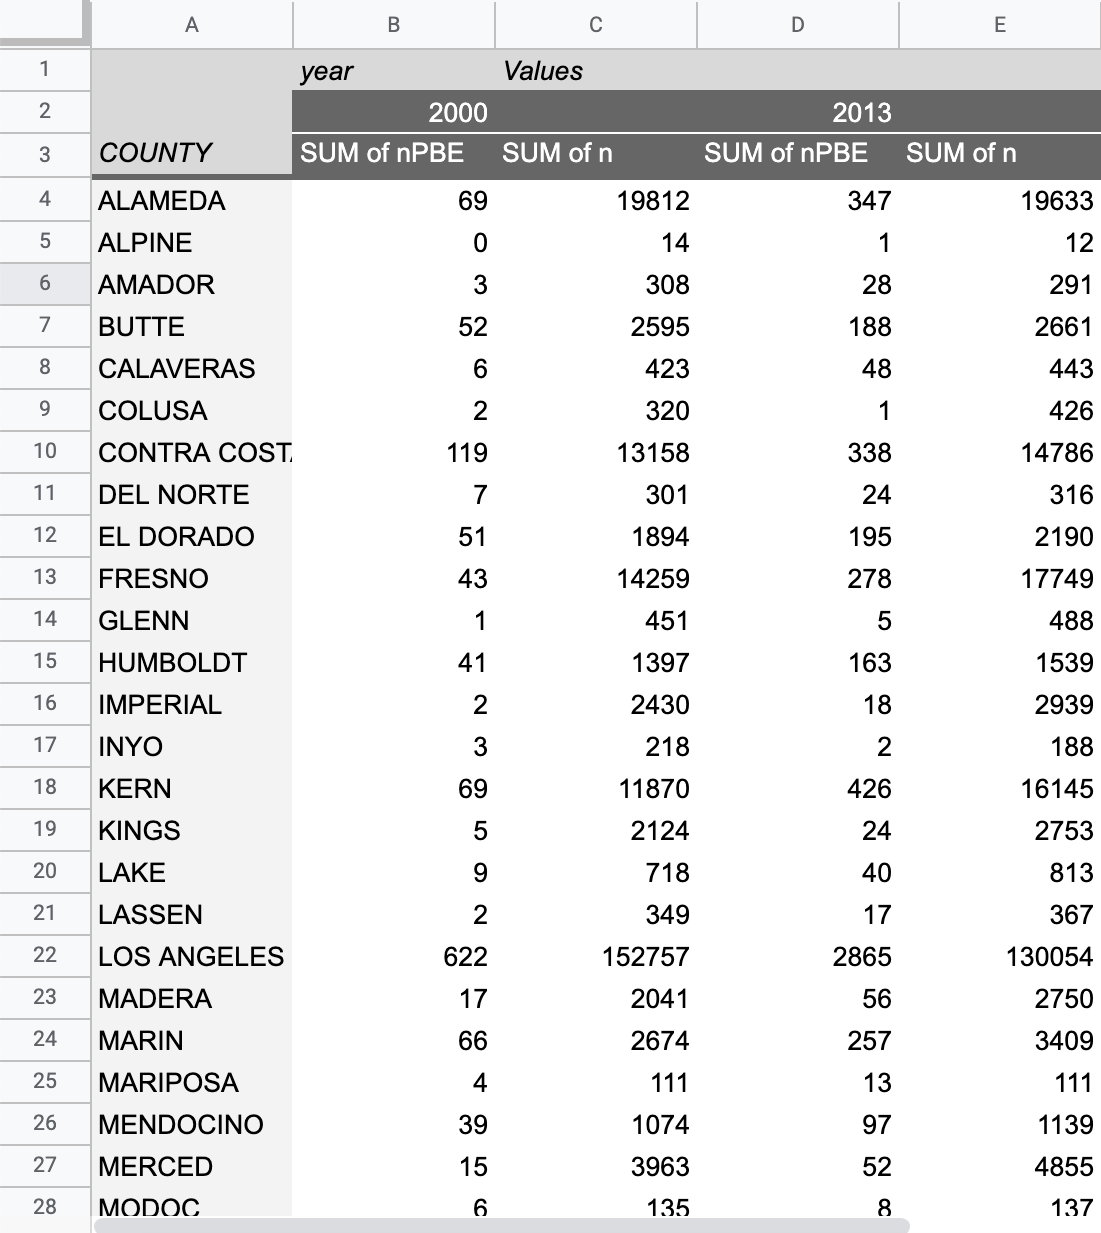 A B C D E
1 year Values
2 2000 2013
3 COUNTY SUM of nPBE SUM of n SUM of nPBE SUM of n
4 ALAMEDA 69 19812 347 19633
5 ALPINE 0 14 1 12
6 AMADOR 3 308 28 291
7 BUTTE 52 2595 188 2661
8 CALAVERAS 6 423 48 443
9 COLUSA 2 320 1 426
10 CONTRA COST 119 13158 338 14786
11 DEL NORTE 7 301 24 316
12 EL DORADO 51 1894 195 2190
13 FRESNO 43 14259 278 17749
14 GLENN 1 451 5 488
15 HUMBOLDT 41 1397 163 1539
16 IMPERIAL 2 2430 18 2939
17 INYO 3 218 2 188
18 KERN 69 11870 426 16145
19 KINGS 5 2124 24 2753
20 LAKE 9 718 40 813
21 LASSEN 2 349 17 367
22 LOS ANGELES 622 152757 2865 130054
23 MADERA 17 2041 56 2750
24 MARIN 66 2674 257 3409
25 MARIPOSA 4 111 13 111
26 MENDOCINO 39 1074 97 1139
27 MERCED 15 3963 52 4855
28 MODOC 6 135 8 137